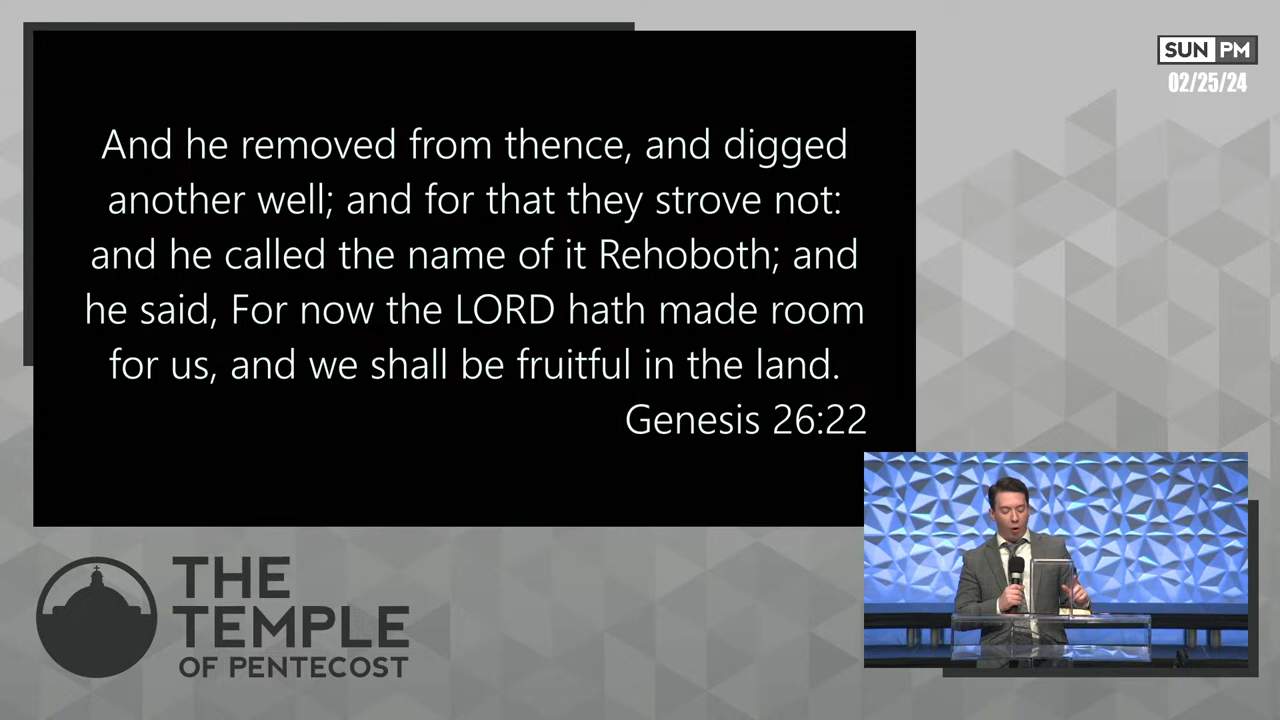 SUN PM
02/25/24
And he removed from thence, and digged
another well; and for that they strove not:
and he called the name of it Rehoboth; and
he said, For now the LORD hath made room
for us, and we shall be fruitful in the land.
Genesis 26:22
THE
TEMPLE
OF PENTECOST